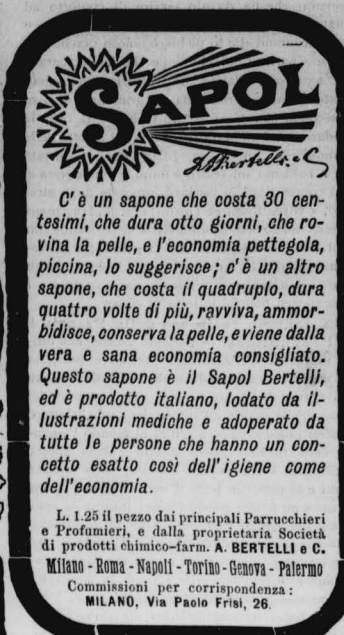 SAPOL
A. Bertelli e C.
C'è un sapone che costa 30 cen-
tesimi, che dura otto giorni, che ro-
vina la pelle, e l'economia pettegola,
piccina, lo suggerisce; c'è un altro
sapone, che costa il quadruplo, dura
quattro volte di più, ravviva, ammor-
bidisce, conserva la pelle, e viene dalla
vera e sana economia consigliato.
Questo sapone è il Sapol Bertelli,
ed è prodotto italiano, lodato da il-
lustrazioni mediche e adoperato da
tutte le persone che hanno un con-
cetto esatto così dell'igiene come
dell'economia.
L. 1.25 il pezzo dai principali Parrucchieri
e Profumieri, e dalla proprietaria Società
di prodotti chimico-farm. A. BERTELLI e C.
Milano - Roma - Napoli - Torino - Genova - Palermo
Commissioni per corrispondenza:
MILANO, Via Paolo Frisi, 26.